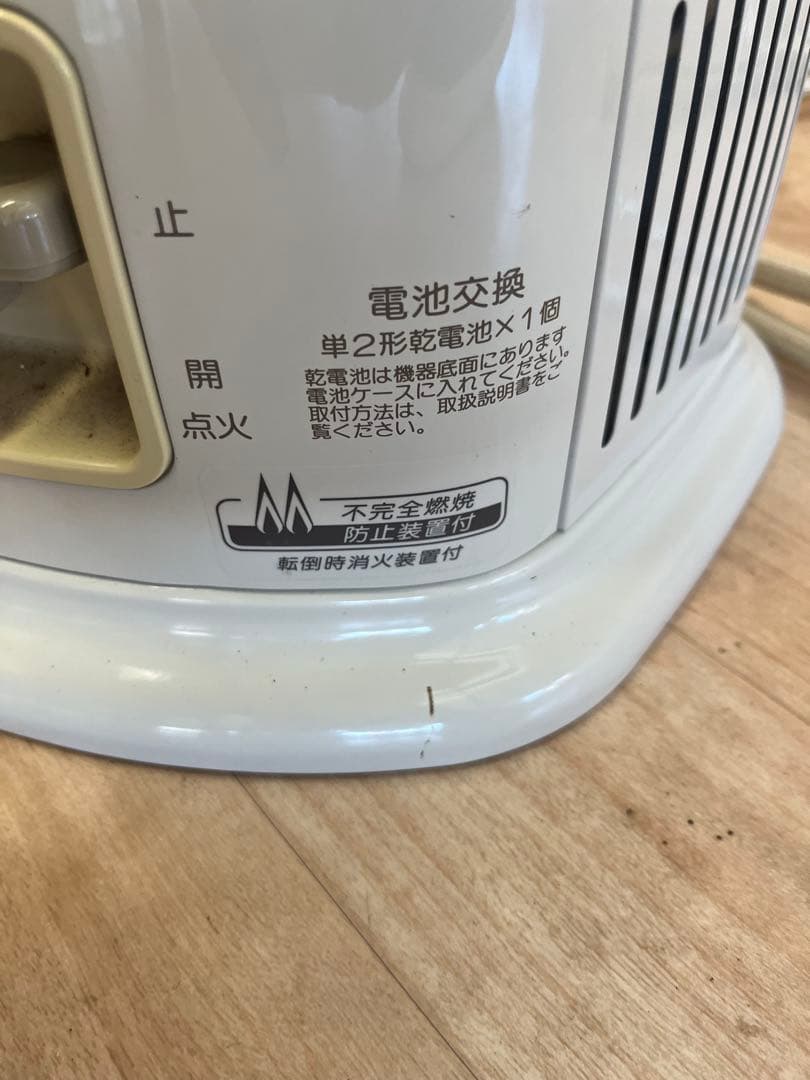 止
電池交換
単2形乾電池×1個
開
乾電池は機器底面にあります
電池ケースに入れてください。
取付方法は、取扱説明書をご
覧ください。
点火
不完全燃焼
防止装置付
転倒時消火装置付